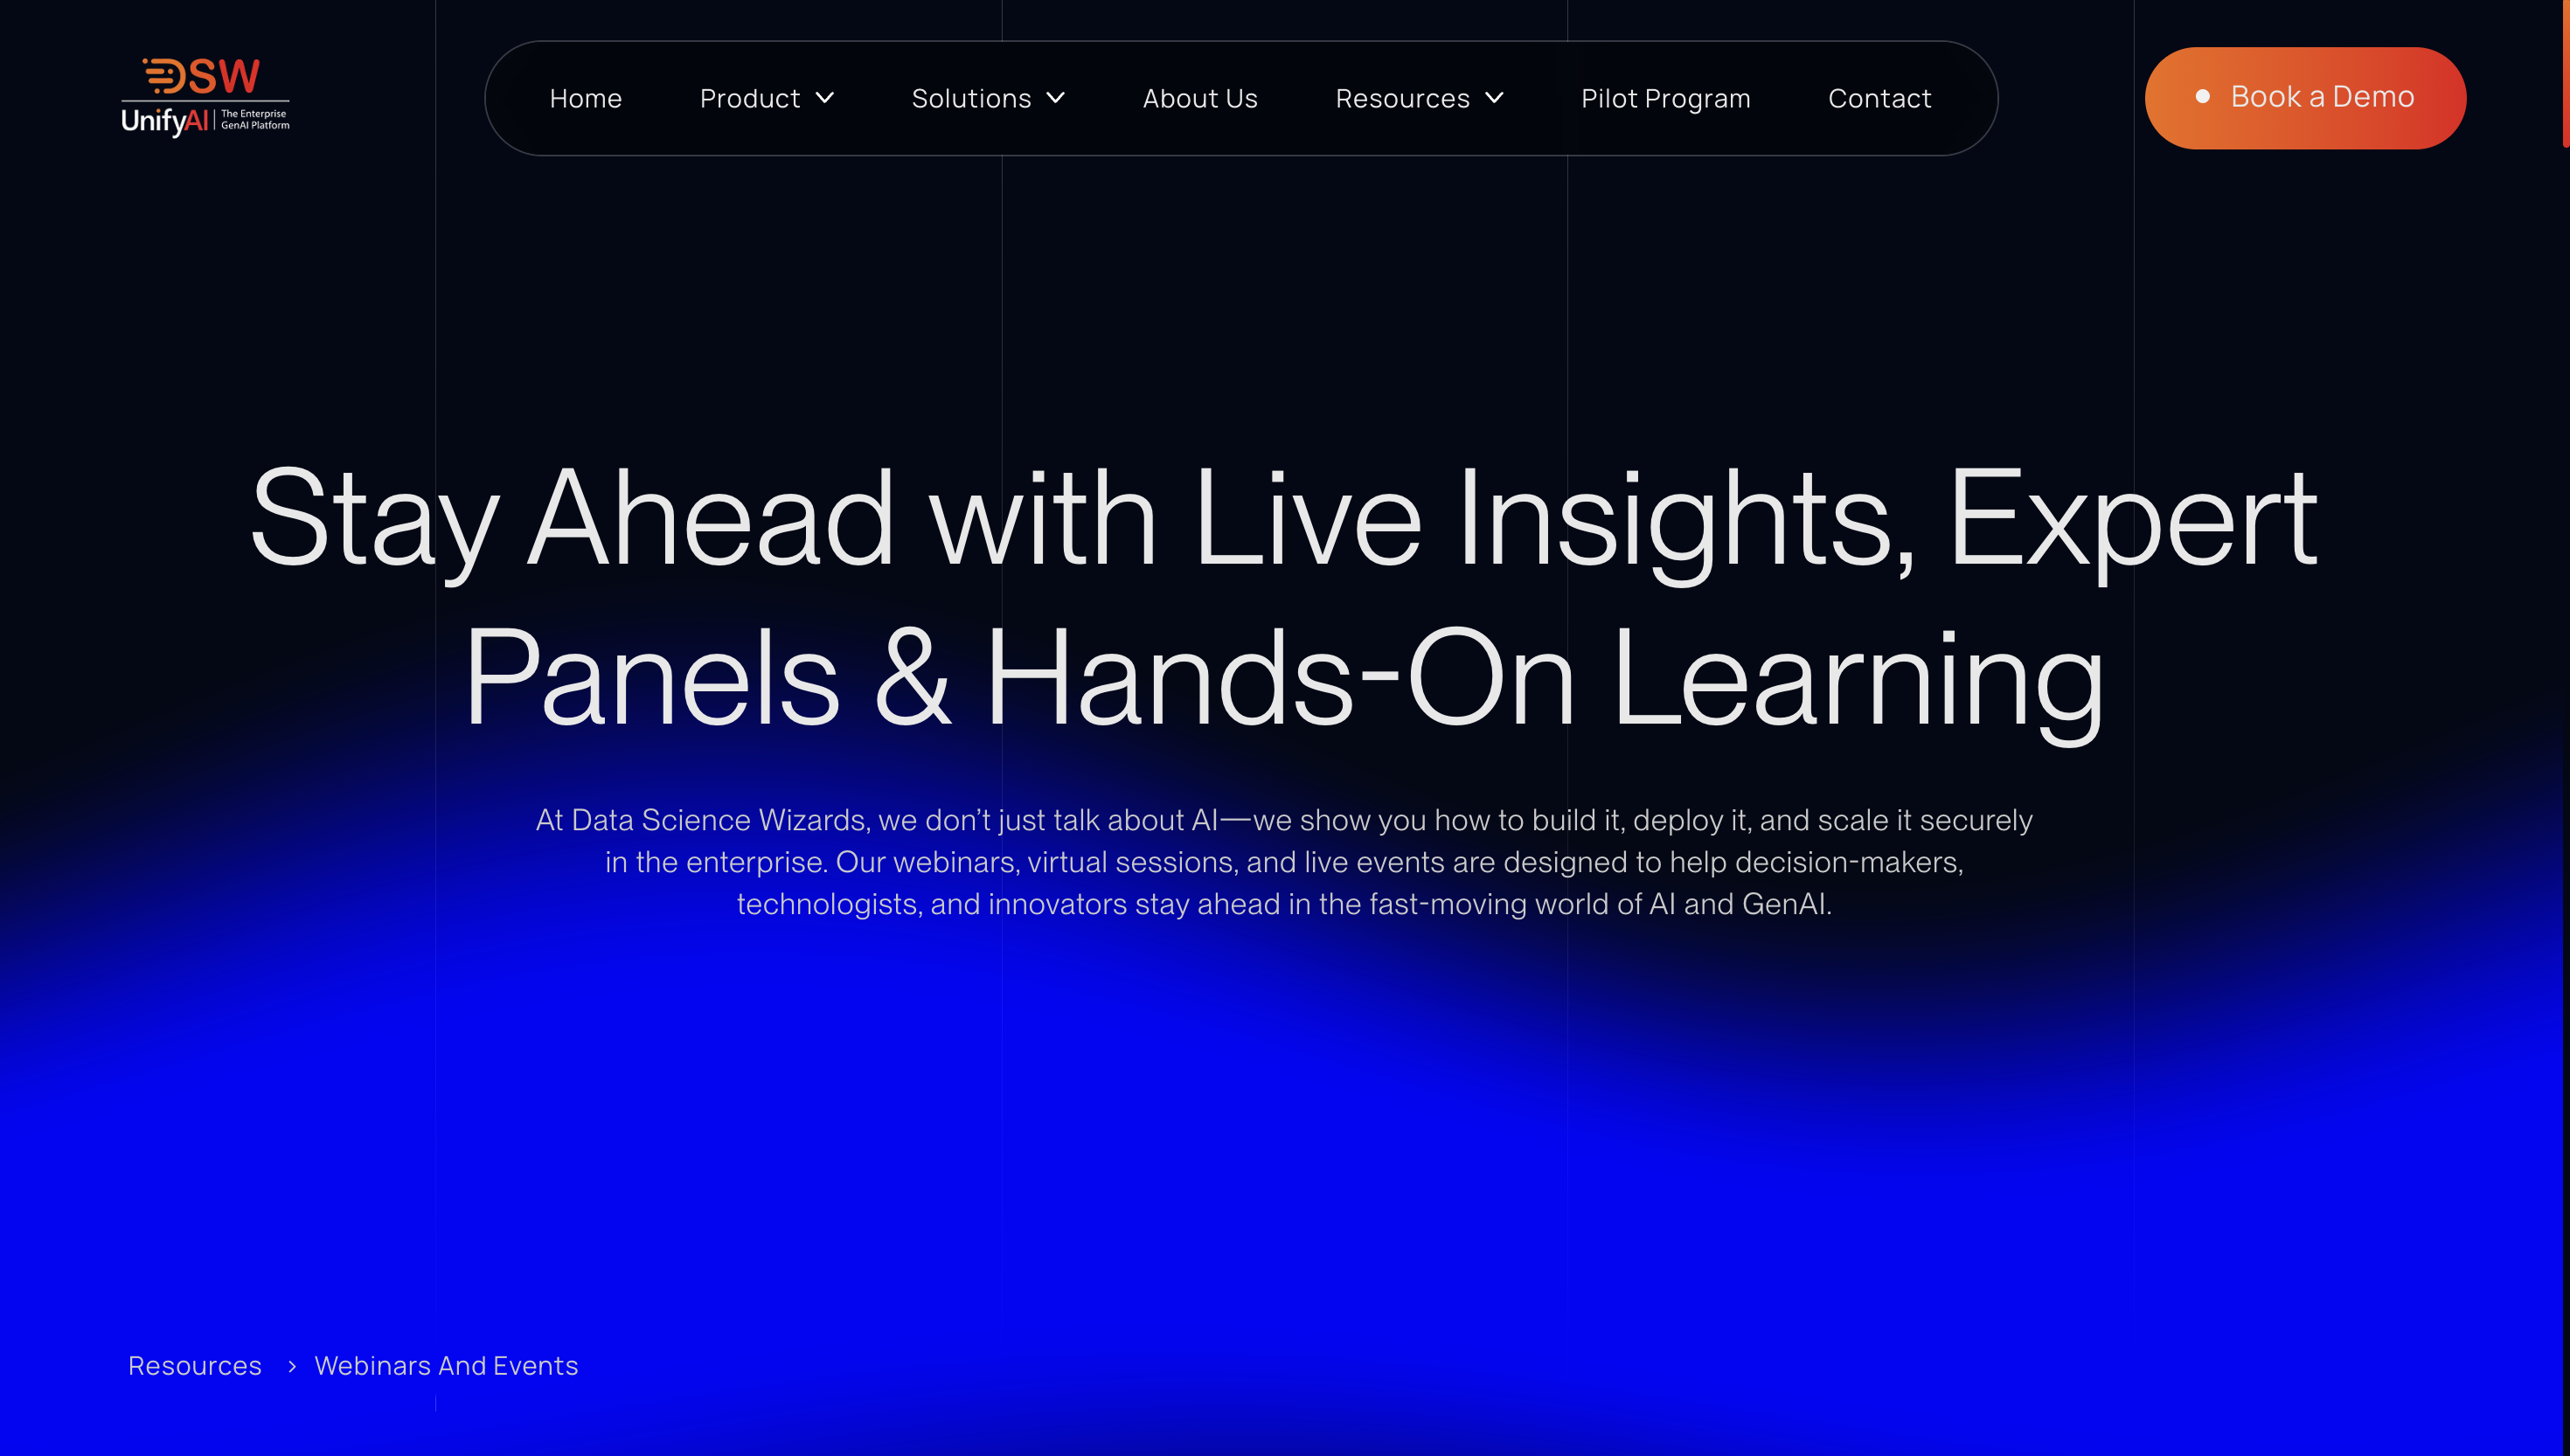 DSW
UnifyAI
The Enterprise
GenAI Platform
Home
Product
Solutions
About Us
Resources
Pilot Program
Contact
Book a Demo
Stay Ahead with Live Insights, Expert
Panels & Hands-On Learning
At Data Science Wizards, we don’t just talk about AI—we show you how to build it, deploy it, and scale it securely
in the enterprise. Our webinars, virtual sessions, and live events are designed to help decision-makers,
technologists, and innovators stay ahead in the fast-moving world of AI and GenAI.
Resources > Webinars And Events